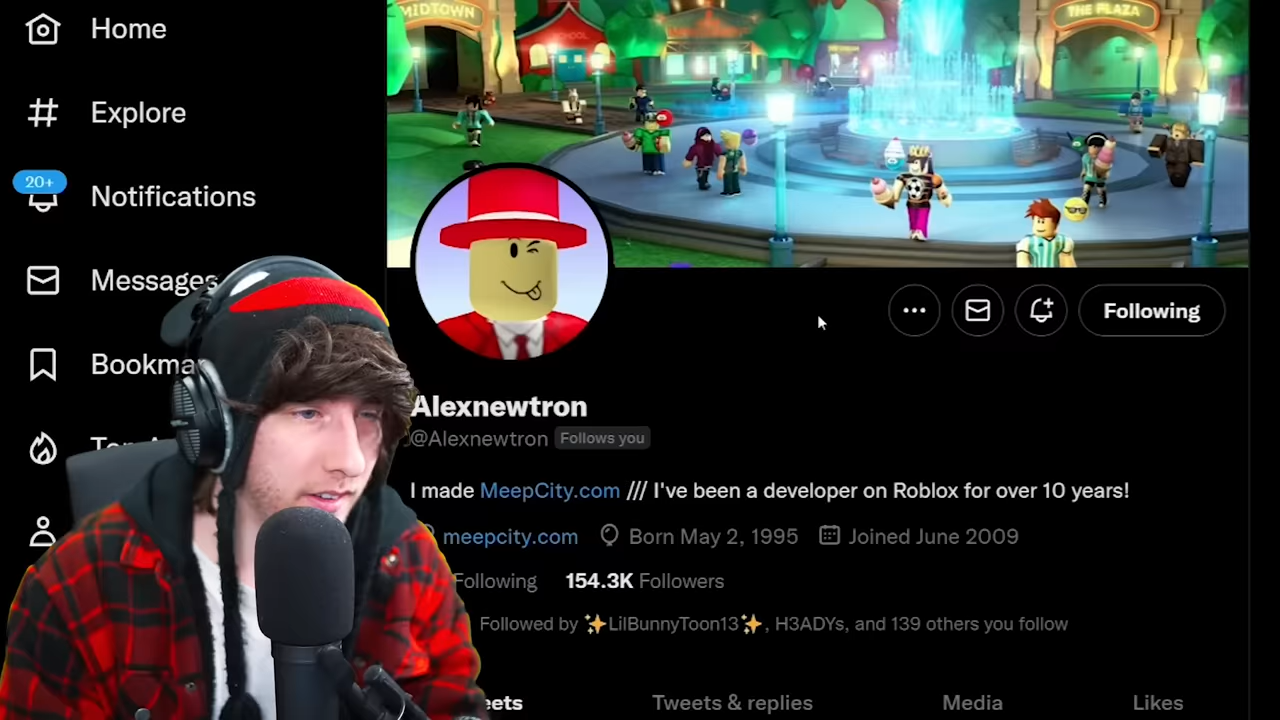 MIDTOWN
THE PLAZA
SCHOOL
Home
Explore
20+
Notifications
Messages
Following
Alexnewtron
@Alexnewtron Follows you
I made MeepCity.com /// I've been a developer on Roblox for over 10 years!
meepcity.com Born May 2, 1995 Joined June 2009
Following 154.3K Followers
Followed by ✨LilBunnyToon13✨, H3ADYs, and 139 others you follow
Tweets & replies Media Likes